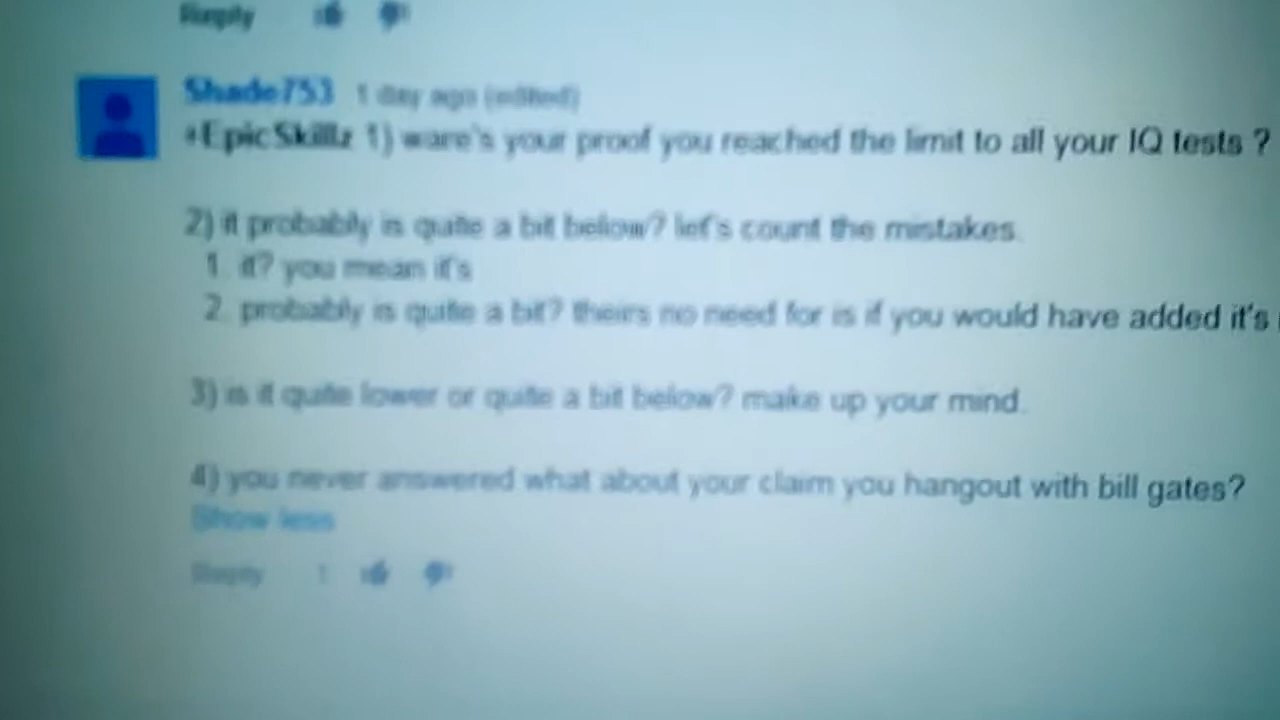 Reply
Shade753 1 day ago (edited)
+EpicSkillz 1) ware's your proof you reached the limit to all your IQ tests ?
2) it probably is quite a bit below? let's count the mistakes.
1. it? you mean it's
2. probably is quite a bit? theirs no need for is if you would have added it's
3) is it quite lower or quite a bit below? make up your mind.
4) you never answered what about your claim you hangout with bill gates?
Show less
Reply 1